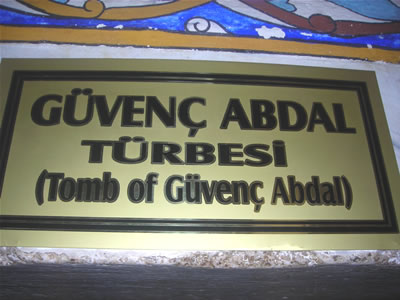 GÜVENÇ ABDAL
TÜRBESİ
(Tomb of Güvenç Abdal)